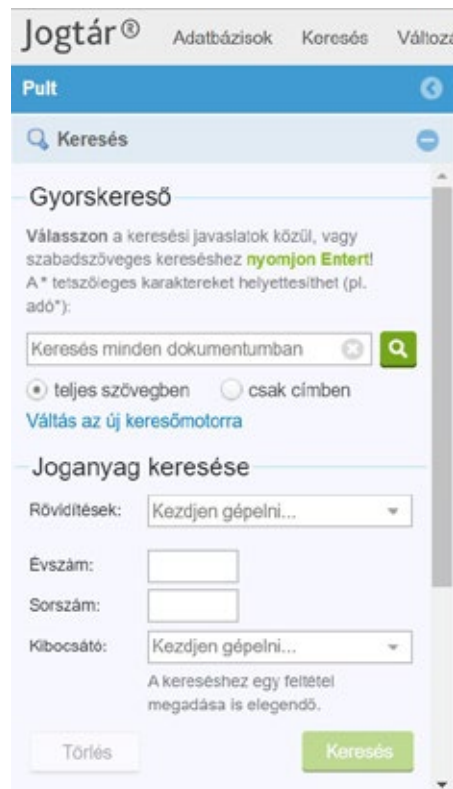 Jogtár® Adatbázisok Keresés Változá
Pult
Keresés
Gyorskereső
Válasszon a keresési javaslatok közül, vagy
szabadszöveges kereséshez nyomjon Entert!
A * tetszőleges karaktereket helyettesíthet (pl.
adó*):
Keresés minden dokumentumban
teljes szövegben csak címben
Váltás az új keresőmotorra
Joganyag keresése
Rövidítések: Kezdjen gépelni...
Évszám:
Sorszám:
Kibocsátó: Kezdjen gépelni...
A kereséshez egy feltétel
megadása is elegendő.
Törlés Keresés